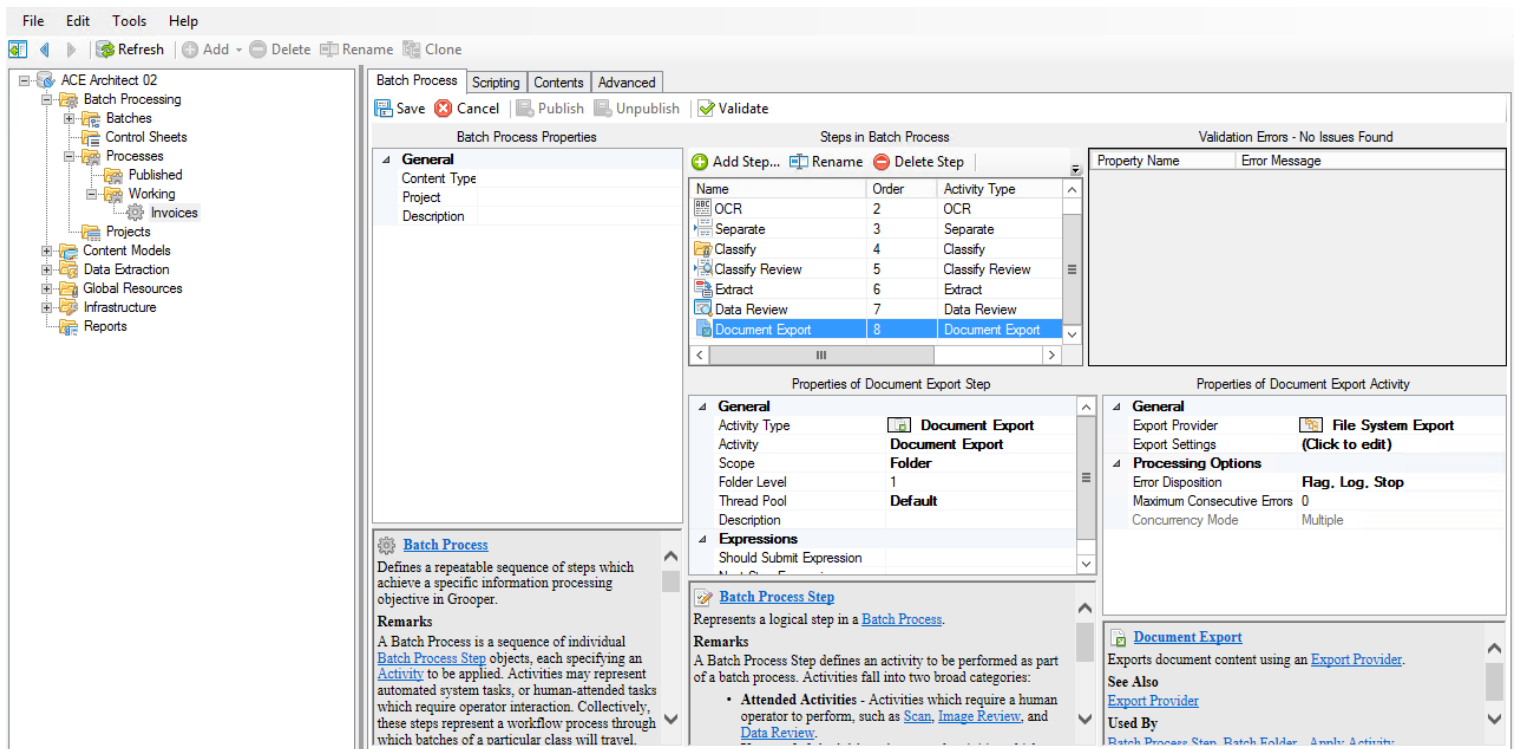 File Edit Tools Help
Refresh Add Delete Rename Clone
ACE Architect 02
Batch Processing
Batches
Control Sheets
Processes
Published
Working
Invoices
Projects
Content Models
Data Extraction
Global Resources
Infrastructure
Reports
Batch Process Scripting Contents Advanced
Save Cancel Publish Unpublish Validate
Batch Process Properties
General
Content Type
Project
Description
Batch Process
Defines a repeatable sequence of steps which
achieve a specific information processing
objective in Grooper.
Remarks
A Batch Process is a sequence of individual
Batch Process Step objects, each specifying an
Activity to be applied. Activities may represent
automated system tasks, or human-attended tasks
which require operator interaction. Collectively,
these steps represent a workflow process through
which batches of a particular class will travel.
Steps in Batch Process
Add Step... Rename Delete Step
Name Order Activity Type
OCR 2 OCR
Separate 3 Separate
Classify 4 Classify
Classify Review 5 Classify Review
Extract 6 Extract
Data Review 7 Data Review
Document Export 8 Document Export
Validation Errors - No Issues Found
Property Name Error Message
Properties of Document Export Step
General
Activity Type Document Export
Activity Document Export
Scope Folder
Folder Level 1
Thread Pool Default
Description
Expressions
Should Submit Expression
Batch Process Step
Represents a logical step in a Batch Process.
Remarks
A Batch Process Step defines an activity to be performed as part
of a batch process. Activities fall into two broad categories:
• Attended Activities - Activities which require a human
operator to perform, such as Scan, Image Review, and
Data Review.
Properties of Document Export Activity
General
Export Provider File System Export
Export Settings (Click to edit)
Processing Options
Error Disposition Flag, Log, Stop
Maximum Consecutive Errors 0
Concurrency Mode Multiple
Document Export
Exports document content using an Export Provider.
See Also
Export Provider
Used By
Batch Process Step, Batch Folder - Apply Activity